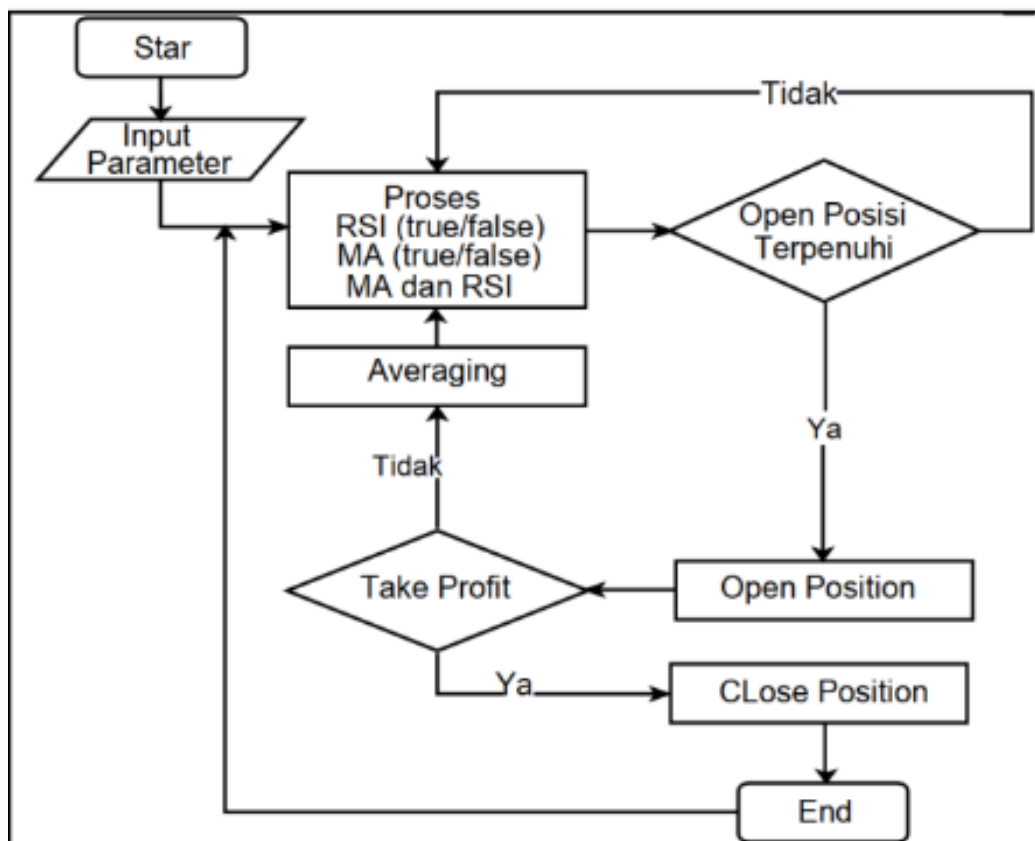 Star
Input
Parameter
Tidak
Proses
RSI (true/false)
MA (true/false)
MA dan RSI
Open Posisi
Terpenuhi
Averaging
Ya
Tidak
Take Profit
Open Position
Ya
CLose Position
End